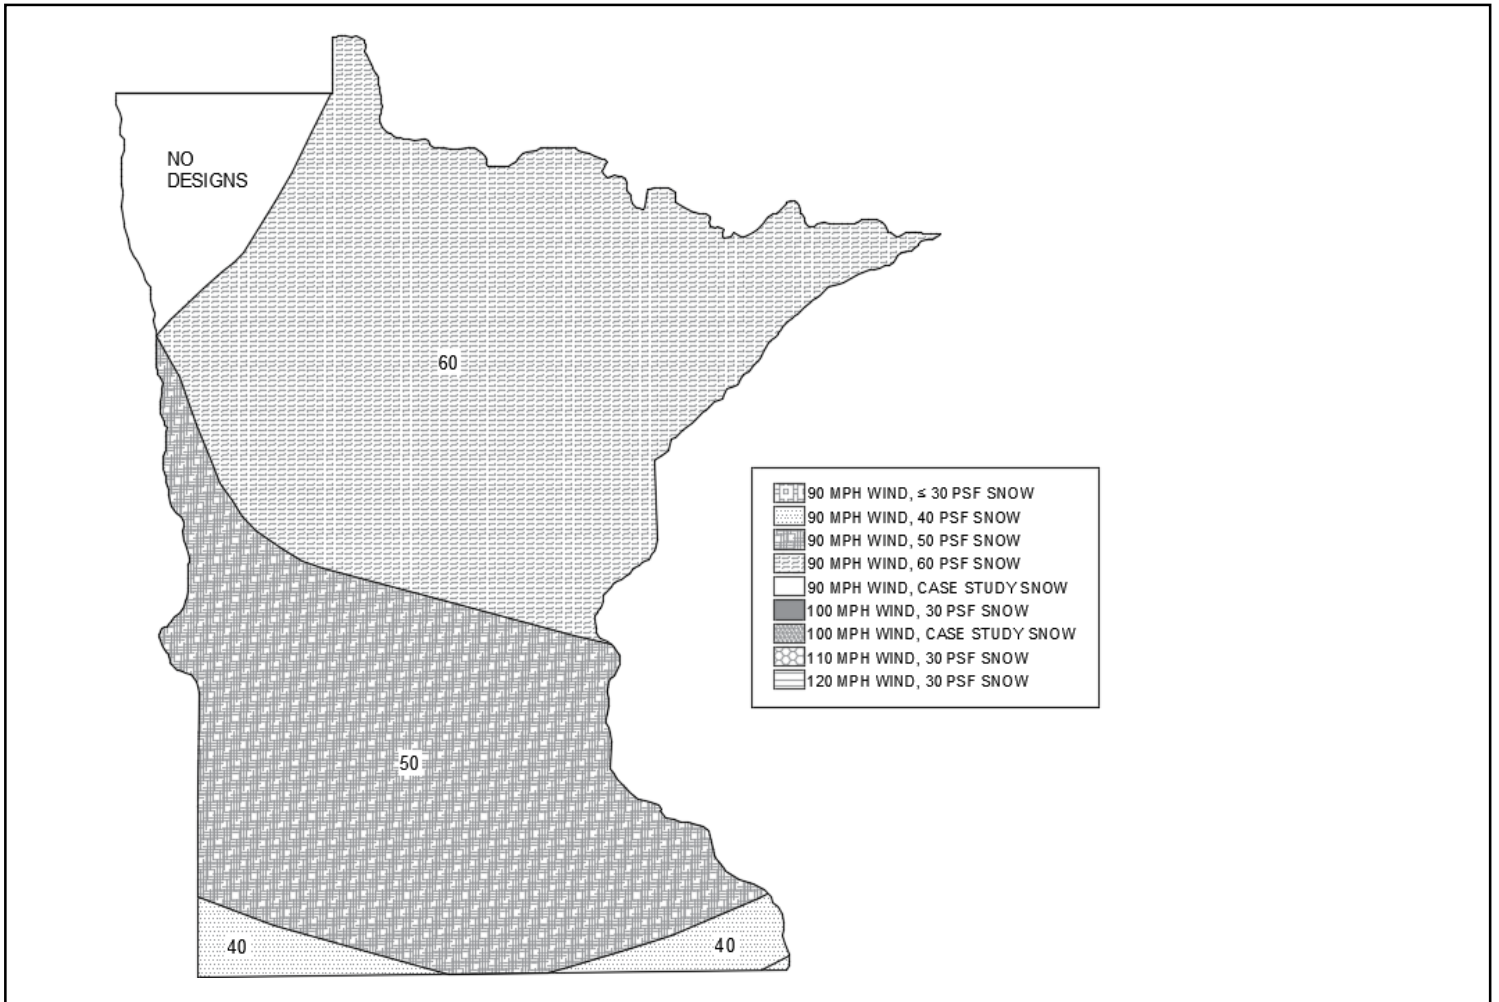 NO
DESIGNS
60
90 MPH WIND, ≤ 30 PSF SNOW
90 MPH WIND, 40 PSF SNOW
90 MPH WIND, 50 PSF SNOW
90 MPH WIND, 60 PSF SNOW
90 MPH WIND, CASE STUDY SNOW
100 MPH WIND, 30 PSF SNOW
100 MPH WIND, CASE STUDY SNOW
110 MPH WIND, 30 PSF SNOW
120 MPH WIND, 30 PSF SNOW
50
40
40